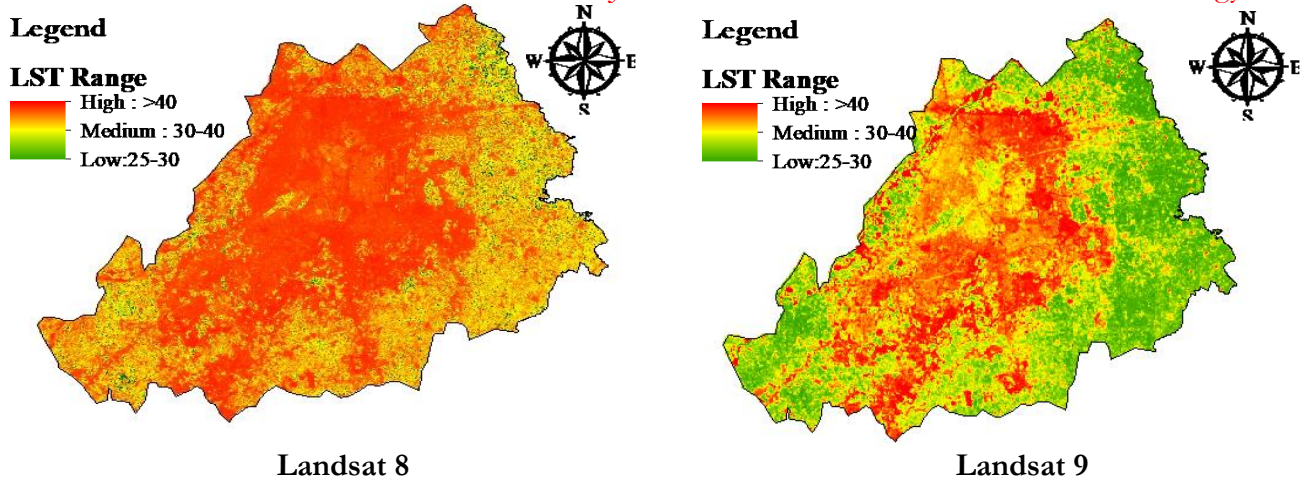 Legend
LST Range
High : >40
Medium : 30-40
Low:25-30
N
W
E
S
Landsat 8
Legend
LST Range
High : >40
Medium : 30-40
Low:25-30
N
W
E
S
Landsat 9